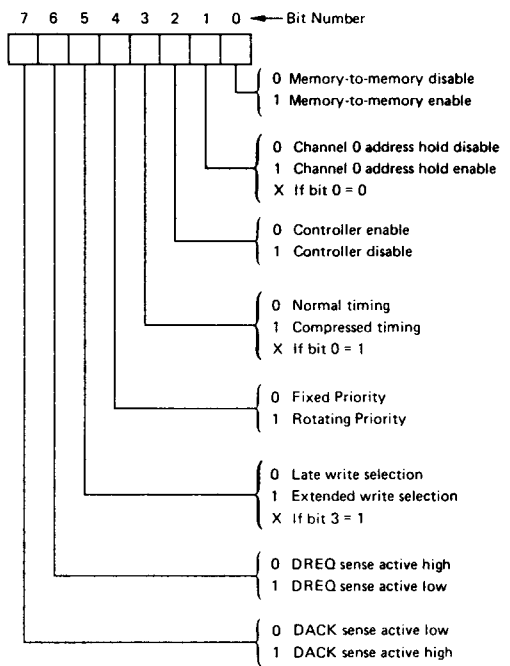 7 6 5 4 3 2 1 0 Bit Number
0 Memory-to-memory disable
1 Memory-to-memory enable
0 Channel 0 address hold disable
1 Channel 0 address hold enable
X If bit 0 = 0
0 Controller enable
1 Controller disable
0 Normal timing
1 Compressed timing
X If bit 0 = 1
0 Fixed Priority
1 Rotating Priority
0 Late write selection
1 Extended write selection
X If bit 3 = 1
0 DREQ sense active high
1 DREQ sense active low
0 DACK sense active low
1 DACK sense active high